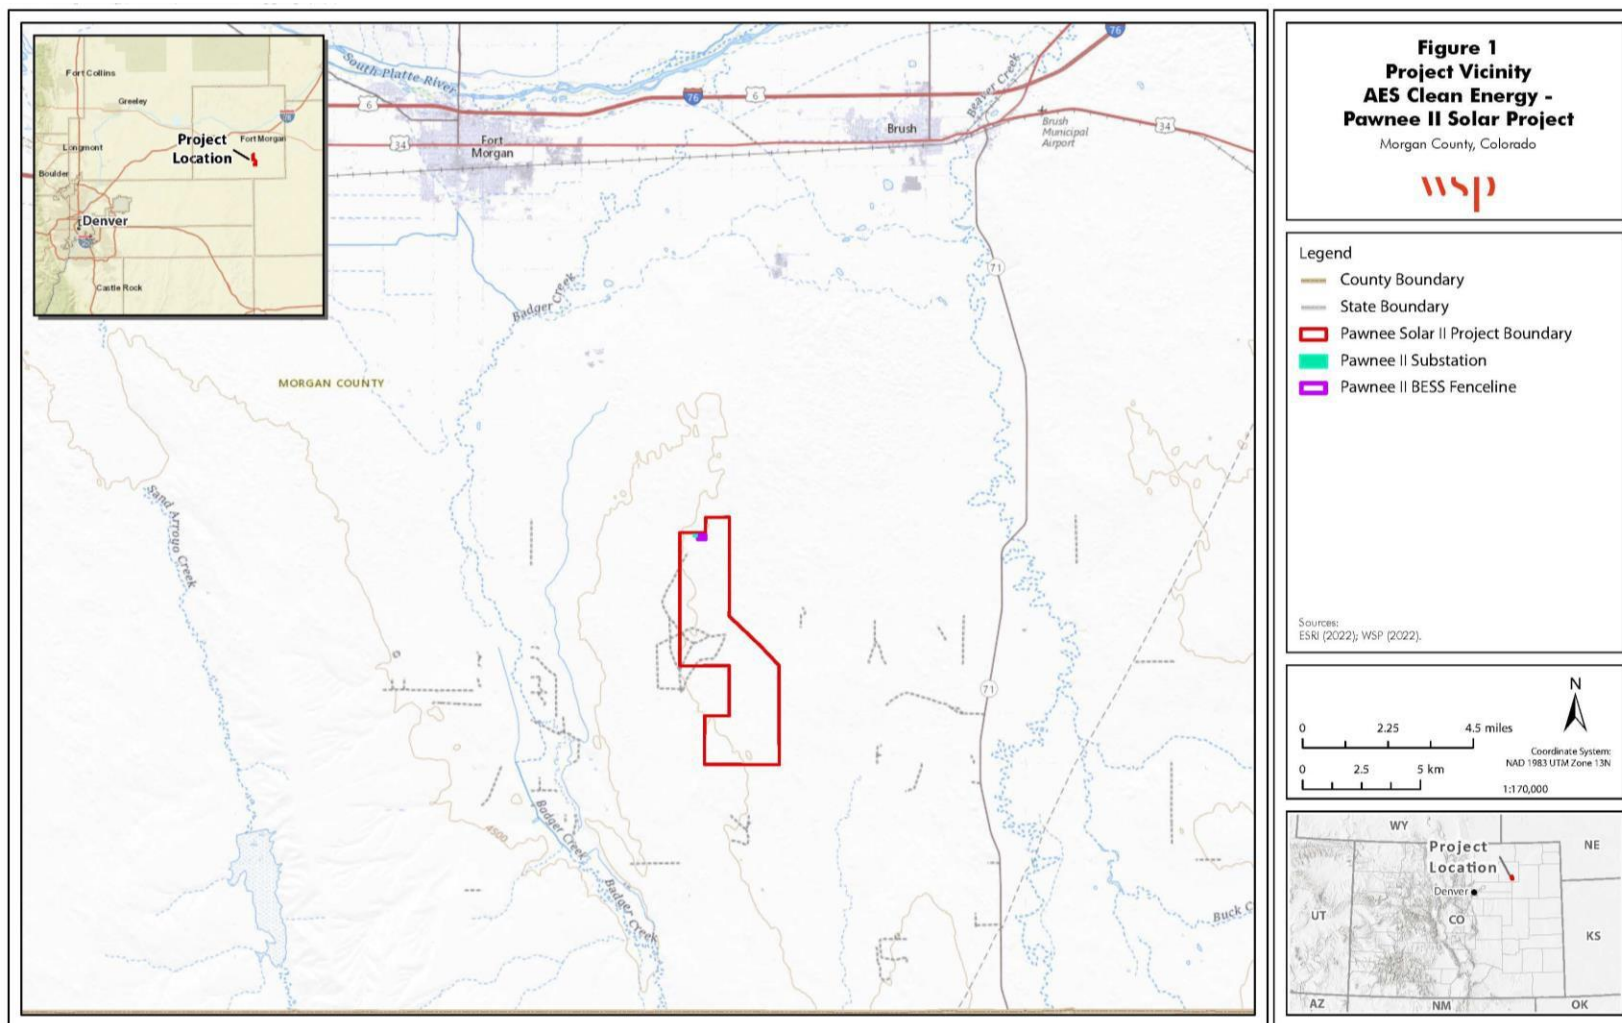 Fort Collins
Greeley
Longmont
Fort Morgan
Boulder
Project
Location
Denver
Castle Rock
South Platte River
6
76
6
76
34
Fort
Morgan
Brush
Beaver Creek
Brush
Municipal
Airport
34
71
Badger Creek
MORGAN COUNTY
Sand Arroyo Creek
71
4500
Badger Creek
Badger Creek
Buck C
Figure 1
Project Vicinity
AES Clean Energy -
Pawnee II Solar Project
Morgan County, Colorado
wsp
Legend
County Boundary
State Boundary
Pawnee Solar II Project Boundary
Pawnee II Substation
Pawnee II BESS Fenceline
Sources:
ESRI (2022); WSP (2022).
N
0 2.25 4.5 miles
0 2.5 5 km
Coordinate System:
NAD 1983 UTM Zone 13N
1:170,000
WY
NE
Project
Location
Denver
UT
CO
KS
AZ
NM
OK